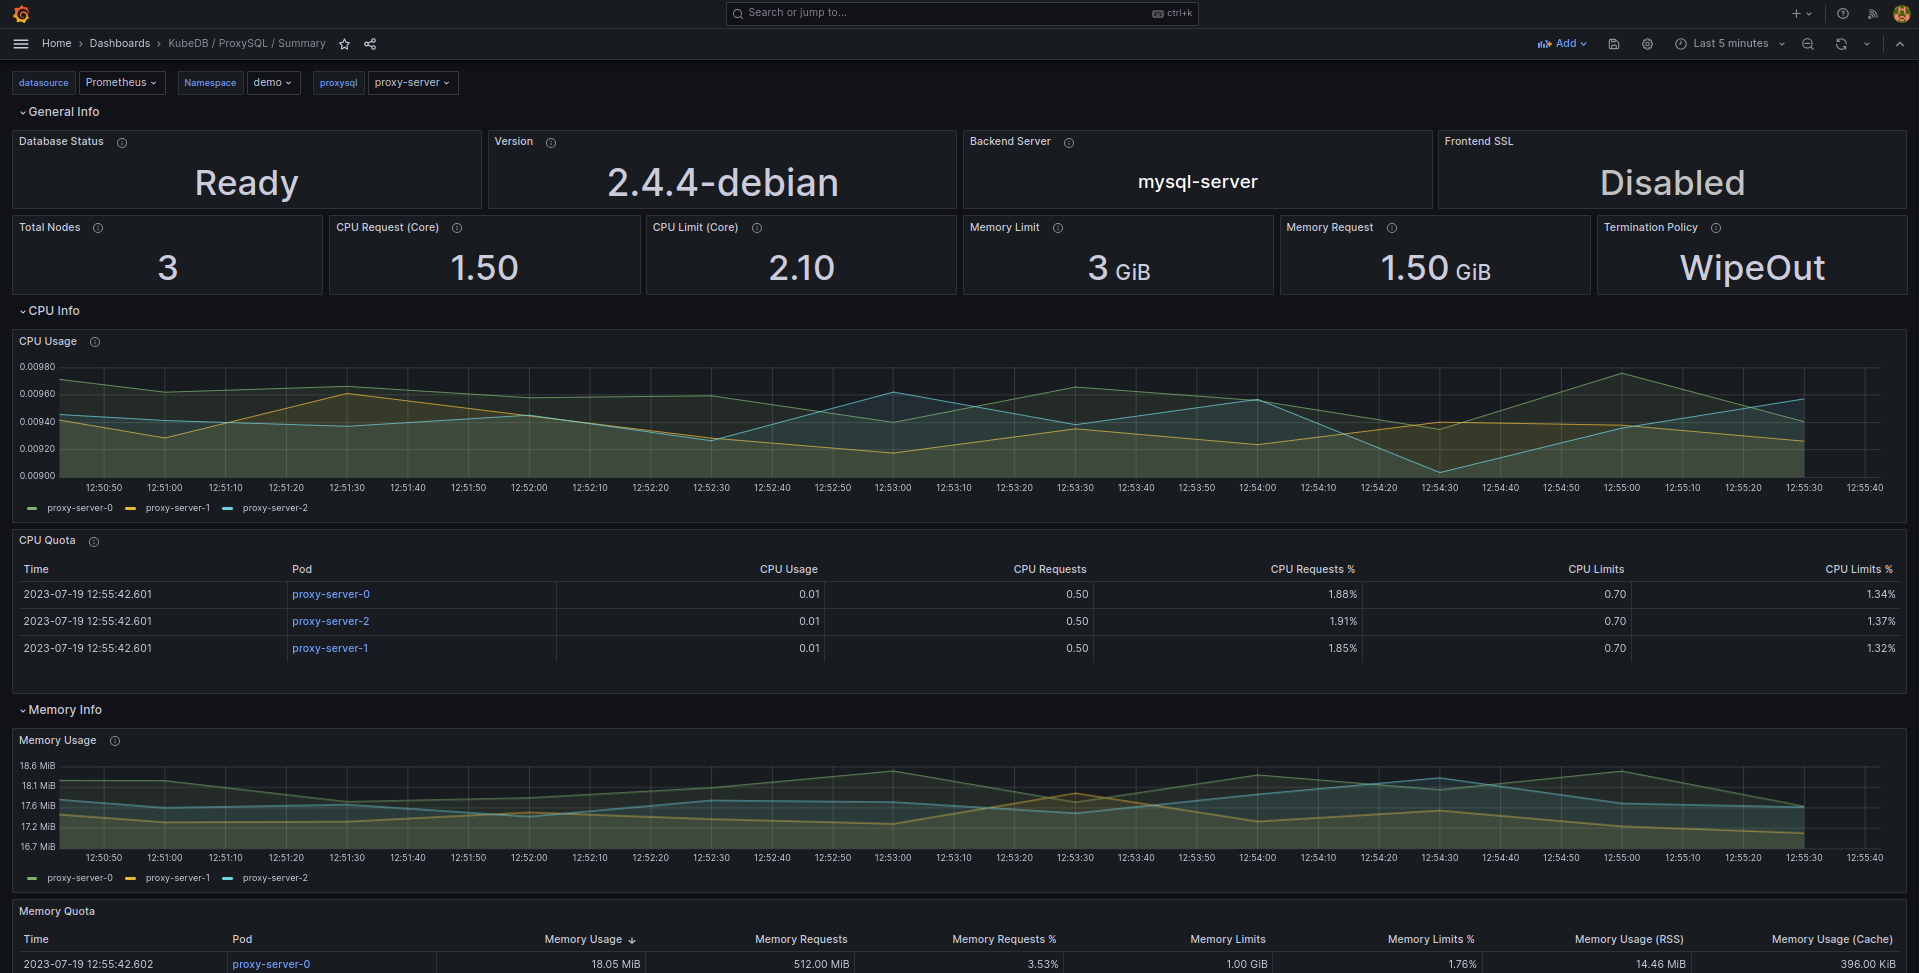 Search or jump to... ctrl+k
Home › Dashboards › KubeDB / ProxySQL / Summary Add Last 5 minutes
datasource Prometheus Namespace demo proxysql proxy-server
General Info
Database Status Version Backend Server Frontend SSL
Ready 2.4.4-debian mysql-server Disabled
Total Nodes CPU Request (Core) CPU Limit (Core) Memory Limit Memory Request Termination Policy
3 1.50 2.10 3 GiB 1.50 GiB WipeOut
CPU Info
CPU Usage
0.00980
0.00960
0.00940
0.00920
0.00900
12:50:50 12:51:00 12:51:10 12:51:20 12:51:30 12:51:40 12:51:50 12:52:00 12:52:10 12:52:20 12:52:30 12:52:40 12:52:50 12:53:00 12:53:10 12:53:20 12:53:30 12:53:40 12:53:50 12:54:00 12:54:10 12:54:20 12:54:30 12:54:40 12:54:50 12:55:00 12:55:10 12:55:20 12:55:30 12:55:40
proxy-server-0 proxy-server-1 proxy-server-2
CPU Quota
Time Pod CPU Usage CPU Requests CPU Requests % CPU Limits CPU Limits %
2023-07-19 12:55:42.601 proxy-server-0 0.01 0.50 1.88% 0.70 1.34%
2023-07-19 12:55:42.601 proxy-server-2 0.01 0.50 1.91% 0.70 1.37%
2023-07-19 12:55:42.601 proxy-server-1 0.01 0.50 1.85% 0.70 1.32%
Memory Info
Memory Usage
18.6 MiB
18.1 MiB
17.6 MiB
17.2 MiB
16.7 MiB
12:50:50 12:51:00 12:51:10 12:51:20 12:51:30 12:51:40 12:51:50 12:52:00 12:52:10 12:52:20 12:52:30 12:52:40 12:52:50 12:53:00 12:53:10 12:53:20 12:53:30 12:53:40 12:53:50 12:54:00 12:54:10 12:54:20 12:54:30 12:54:40 12:54:50 12:55:00 12:55:10 12:55:20 12:55:30 12:55:40
proxy-server-0 proxy-server-1 proxy-server-2
Memory Quota
Time Pod Memory Usage ↓ Memory Requests Memory Requests % Memory Limits Memory Limits % Memory Usage (RSS) Memory Usage (Cache)
2023-07-19 12:55:42.602 proxy-server-0 18.05 MiB 512.00 MiB 3.53% 1.00 GiB 1.76% 14.46 MiB 396.00 KiB